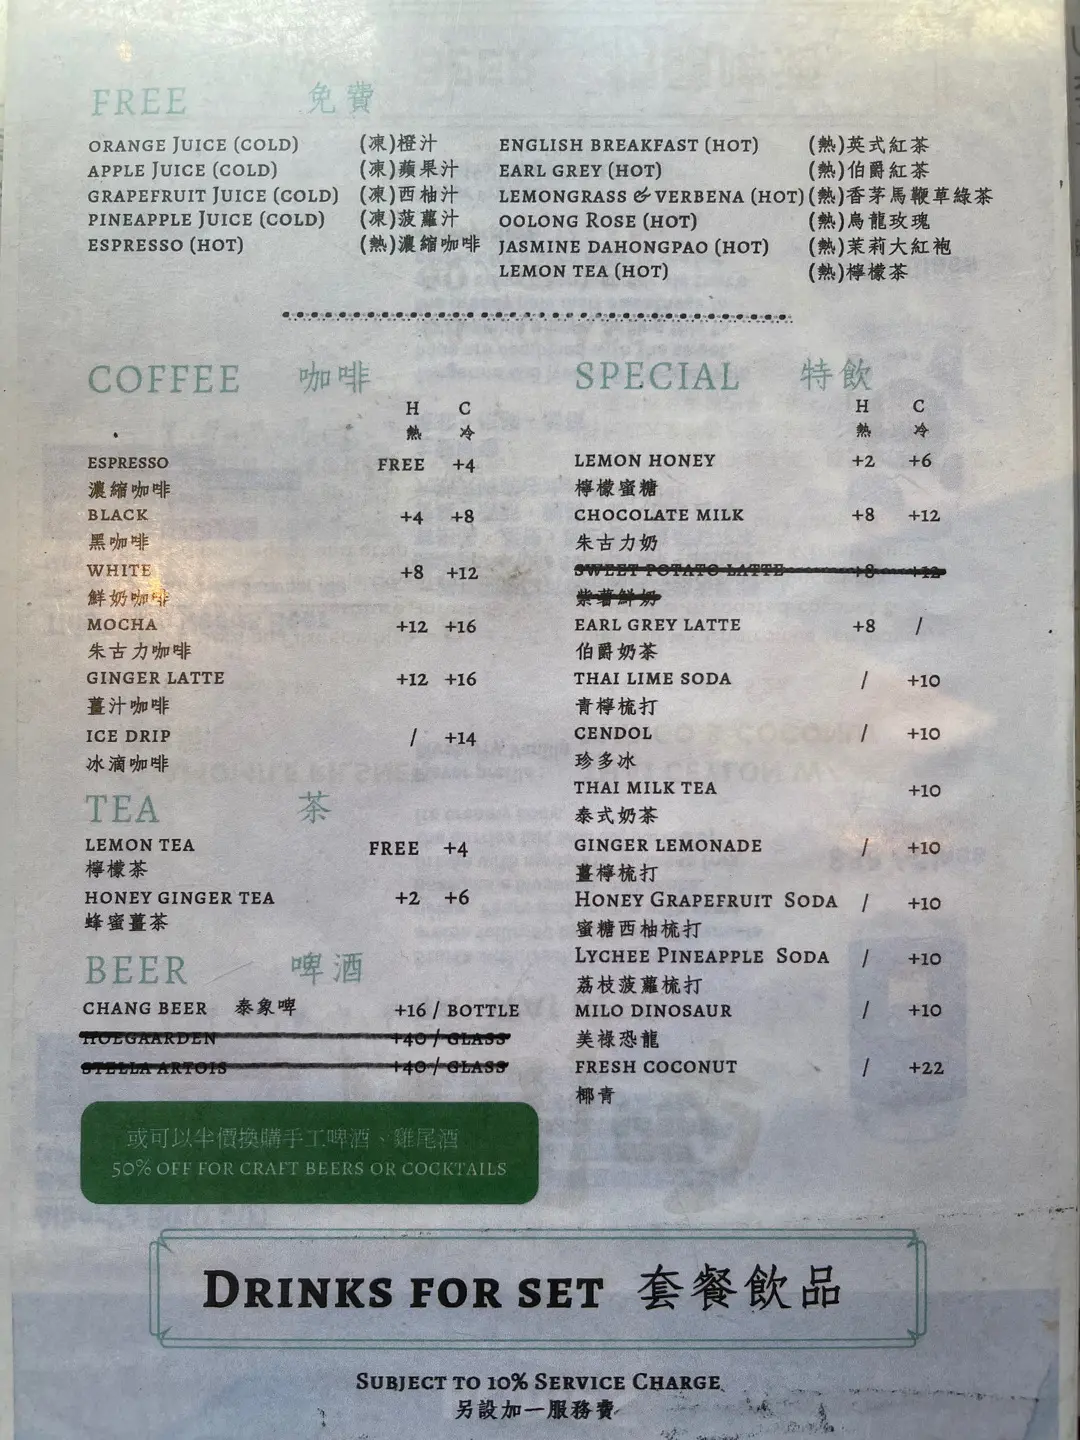 FREE 免費
ORANGE JUICE (COLD) (凍)橙汁
APPLE JUICE (COLD) (凍)蘋果汁
GRAPEFRUIT JUICE (COLD) (凍)西柚汁
PINEAPPLE JUICE (COLD) (凍)菠蘿汁
ESPRESSO (HOT) (熱)濃縮咖啡
ENGLISH BREAKFAST (HOT) (熱)英式紅茶
EARL GREY (HOT) (熱)伯爵紅茶
LEMONGRASS & VERBENA (HOT) (熱)香茅馬鞭草綠茶
OOLONG ROSE (HOT) (熱)烏龍玫瑰
JASMINE DAHONGPAO (HOT) (熱)茉莉大紅袍
LEMON TEA (HOT) (熱)檸檬茶
COFFEE 咖啡
H C
熱 冷
ESPRESSO FREE +4
濃縮咖啡
BLACK +4 +8
黑咖啡
WHITE +8 +12
鮮奶咖啡
MOCHA +12 +16
朱古力咖啡
GINGER LATTE +12 +16
薑汁咖啡
ICE DRIP / +14
冰滴咖啡
TEA 茶
LEMON TEA FREE +4
檸檬茶
HONEY GINGER TEA +2 +6
蜂蜜薑茶
BEER 啤酒
CHANG BEER 泰象啤 +16 / BOTTLE
HOEGAARDEN +40 / GLASS
STELLA ARTOIS +40 / GLASS
或可以半價換購手工啤酒、雞尾酒
50% OFF FOR CRAFT BEERS OR COCKTAILS
SPECIAL 特飲
H C
熱 冷
LEMON HONEY +2 +6
檸檬蜜糖
CHOCOLATE MILK +8 +12
朱古力奶
SWEET POTATO LATTE +8 +12
紫薯鮮奶
EARL GREY LATTE +8 /
伯爵奶茶
THAI LIME SODA / +10
青檸梳打
CENDOL / +10
珍多冰
THAI MILK TEA +10
泰式奶茶
GINGER LEMONADE / +10
薑檸梳打
HONEY GRAPEFRUIT SODA / +10
蜜糖西柚梳打
LYCHEE PINEAPPLE SODA / +10
荔枝菠蘿梳打
MILO DINOSAUR / +10
美祿恐龍
FRESH COCONUT / +22
椰青
DRINKS FOR SET 套餐飲品
SUBJECT TO 10% SERVICE CHARGE
另設加一服務費